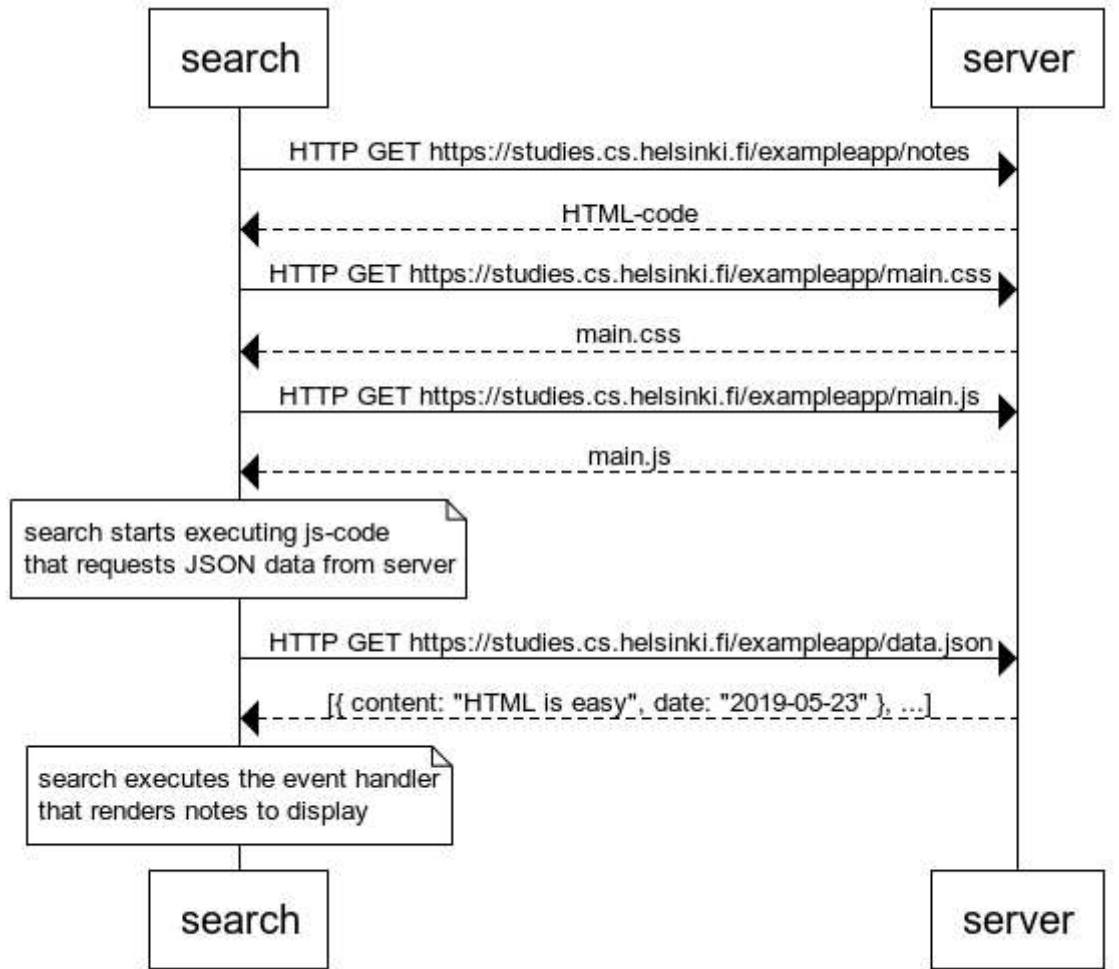 search
server
HTTP GET https://studies.cs.helsinki.fi/exampleapp/notes
HTML-code
HTTP GET https://studies.cs.helsinki.fi/exampleapp/main.css
main.css
HTTP GET https://studies.cs.helsinki.fi/exampleapp/main.js
main.js
search starts executing js-code
that requests JSON data from server
HTTP GET https://studies.cs.helsinki.fi/exampleapp/data.json
[{ content: "HTML is easy", date: "2019-05-23" }, ...]
search executes the event handler
that renders notes to display
search
server